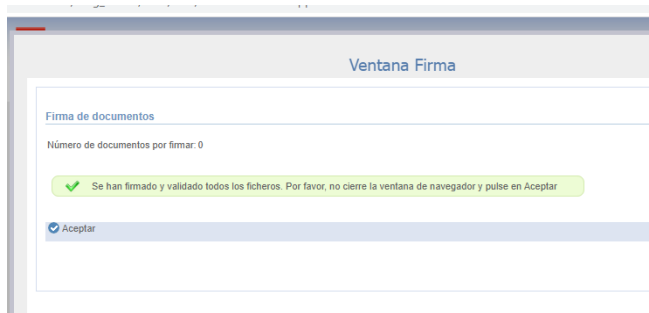 Ventana Firma
Firma de documentos
Número de documentos por firmar: 0
Se han firmado y validado todos los ficheros. Por favor, no cierre la ventana de navegador y pulse en Aceptar
Aceptar